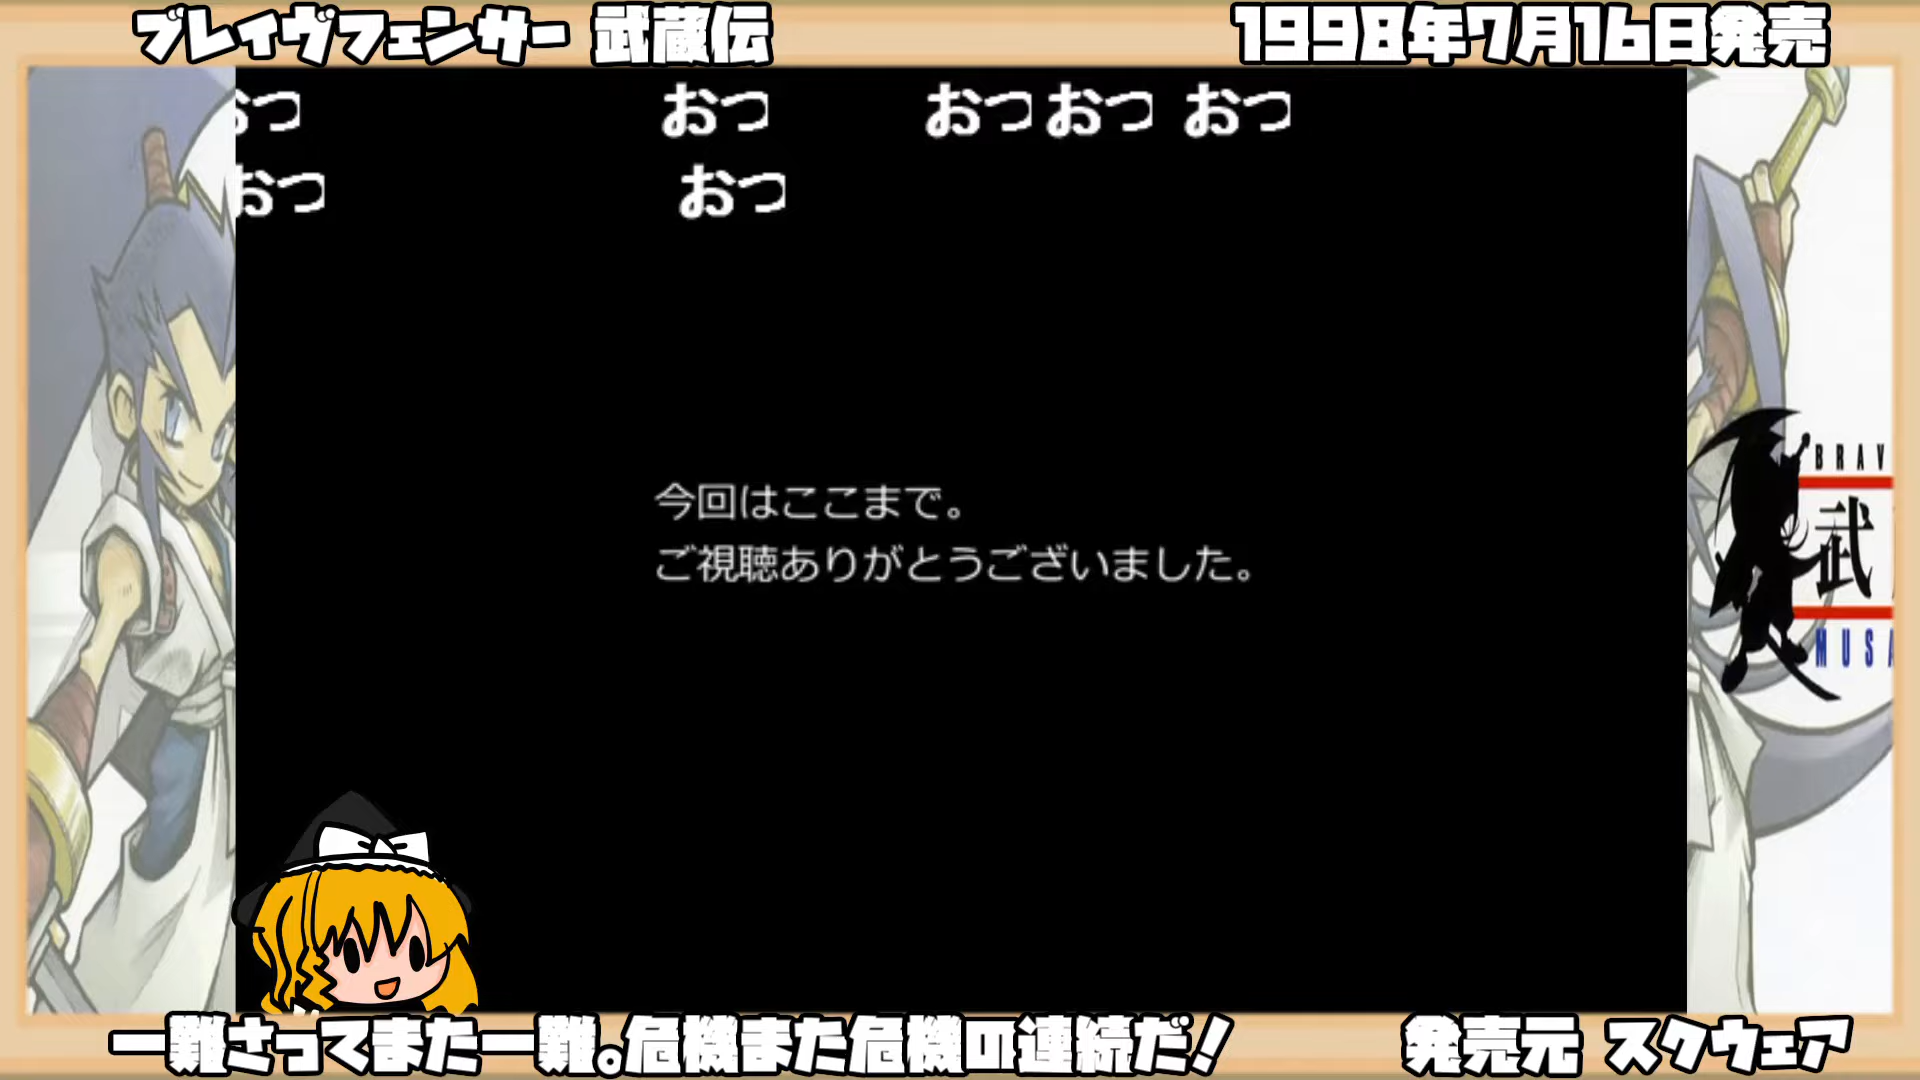 ブレイヴフェンサー 武蔵伝
1998年7月16日発売
おつ おつ おつ おつ おつ
おつ おつ
今回はここまで。
ご視聴ありがとうございました。
BRAV
武
MUSA
一難さってまた一難。危機また危機の連続だ!
発売元 スクウェア